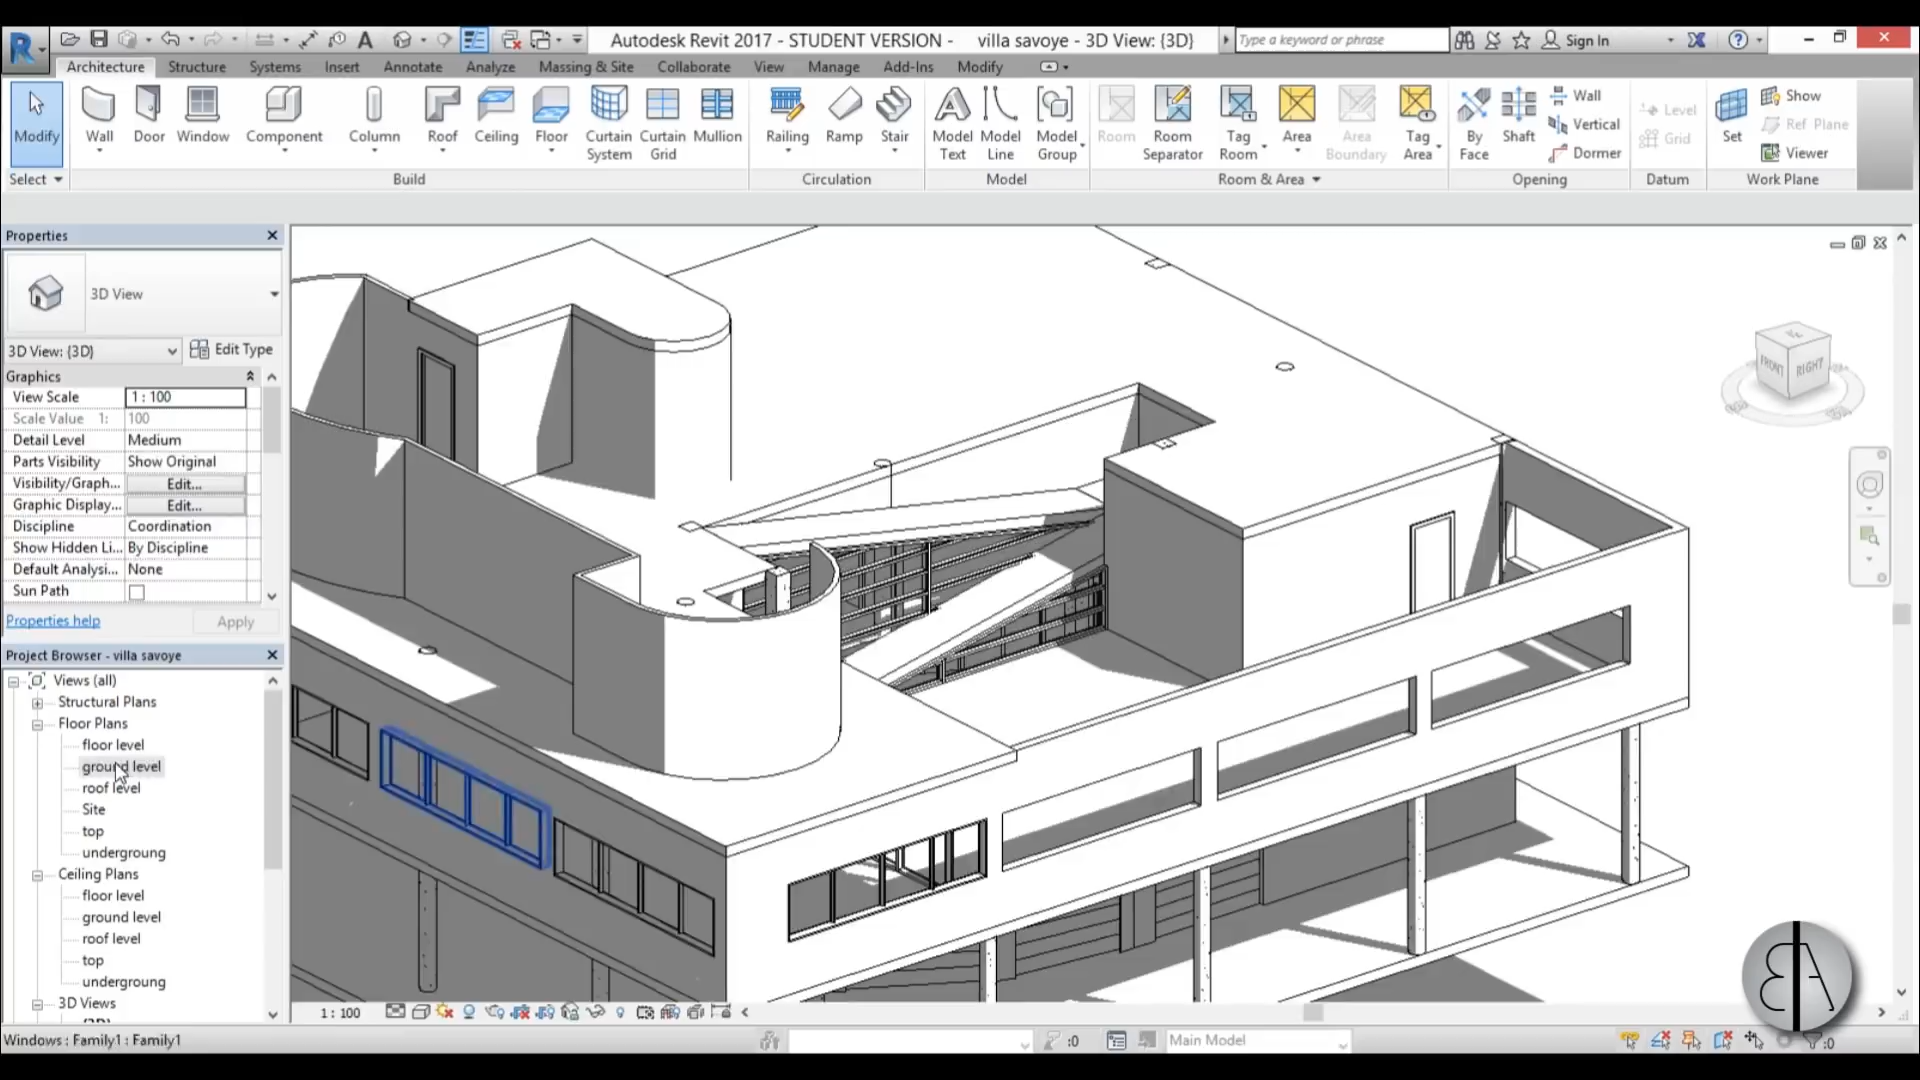 Autodesk Revit 2017 - STUDENT VERSION -    villa savoye - 3D View: {3D}
Type a keyword or phrase
Sign In
Architecture Structure Systems Insert Annotate Analyze Massing & Site Collaborate View Manage Add-Ins Modify
Modify
Wall
Door
Window
Component
Column
Roof
Ceiling
Floor
Curtain System
Curtain Grid
Mullion
Railing
Ramp
Stair
Model Text
Model Line
Model Group
Room
Room Separator
Tag Room
Area
Area Boundary
Tag Area
By Face
Shaft
Wall
Vertical
Dormer
Level
Grid
Set
Show
Ref Plane
Viewer
Select
Build
Circulation
Model
Room & Area
Opening
Datum
Work Plane
Properties
3D View
3D View: {3D}
Edit Type
Graphics
View Scale 1 : 100
Scale Value 1: 100
Detail Level Medium
Parts Visibility Show Original
Visibility/Graph... Edit...
Graphic Display... Edit...
Discipline Coordination
Show Hidden Li... By Discipline
Default Analysi... None
Sun Path
Properties help
Apply
Project Browser - villa savoye
Views (all)
Structural Plans
Floor Plans
floor level
ground level
roof level
Site
top
undergroung
Ceiling Plans
floor level
ground level
roof level
top
undergroung
3D Views
{3D}
FRONT
RIGHT
1 : 100
Windows : Family1 : Family1
:0
Main Model
:0